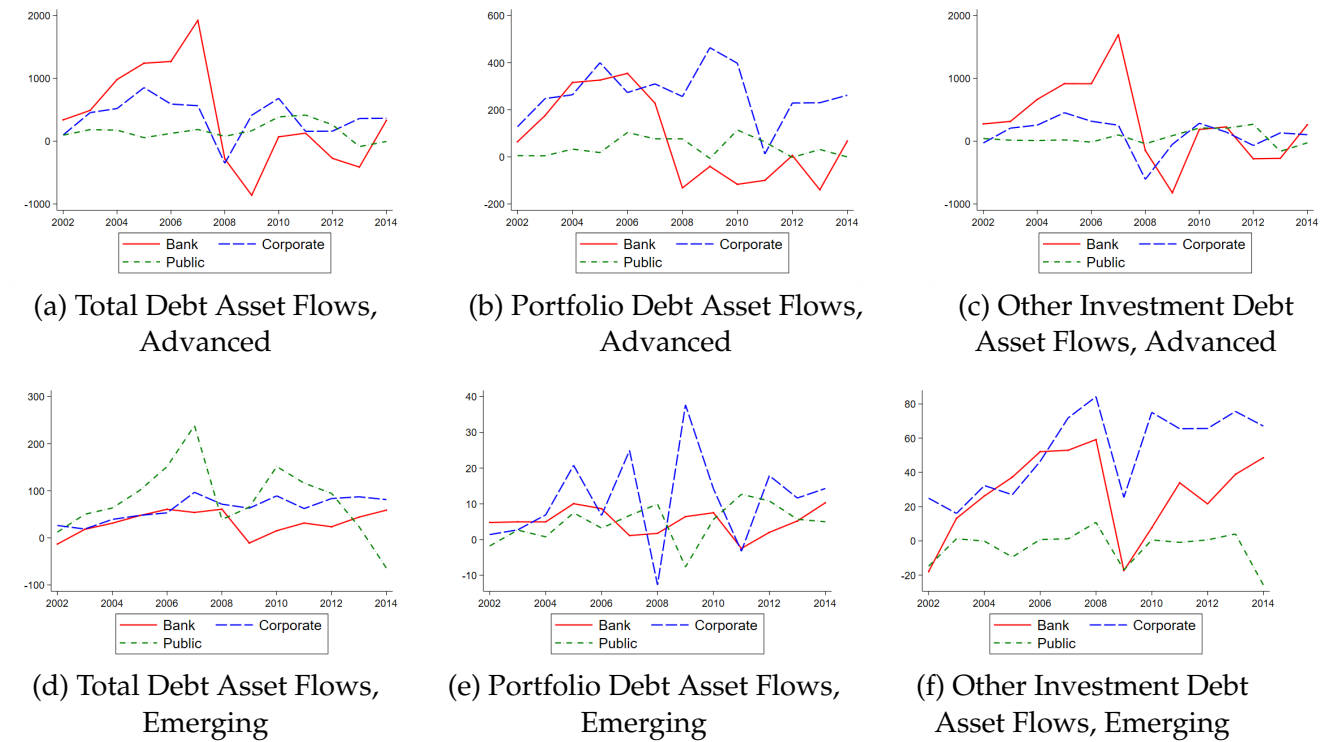 2000
1000
0
-1000
2002 2004 2006 2008 2010 2012 2014
Bank Corporate
Public
(a) Total Debt Asset Flows,
Advanced
600
400
200
0
-200
2002 2004 2006 2008 2010 2012 2014
Bank Corporate
Public
(b) Portfolio Debt Asset Flows,
Advanced
2000
1000
0
-1000
2002 2004 2006 2008 2010 2012 2014
Bank Corporate
Public
(c) Other Investment Debt
Asset Flows, Advanced
300
200
100
0
-100
2002 2004 2006 2008 2010 2012 2014
Bank Corporate
Public
(d) Total Debt Asset Flows,
Emerging
40
30
20
10
0
-10
2002 2004 2006 2008 2010 2012 2014
Bank Corporate
Public
(e) Portfolio Debt Asset Flows,
Emerging
80
60
40
20
0
-20
2002 2004 2006 2008 2010 2012 2014
Bank Corporate
Public
(f) Other Investment Debt
Asset Flows, Emerging